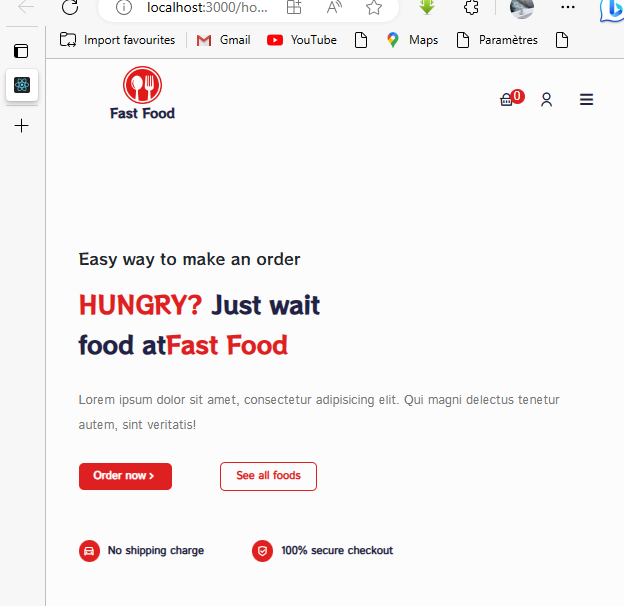 localhost:3000/ho...
Import favourites Gmail YouTube Maps Paramètres
Fast Food
0
Easy way to make an order
HUNGRY? Just wait
food atFast Food
Lorem ipsum dolor sit amet, consectetur adipisicing elit. Qui magni delectus tenetur
autem, sint veritatis!
Order now > See all foods
No shipping charge 100% secure checkout